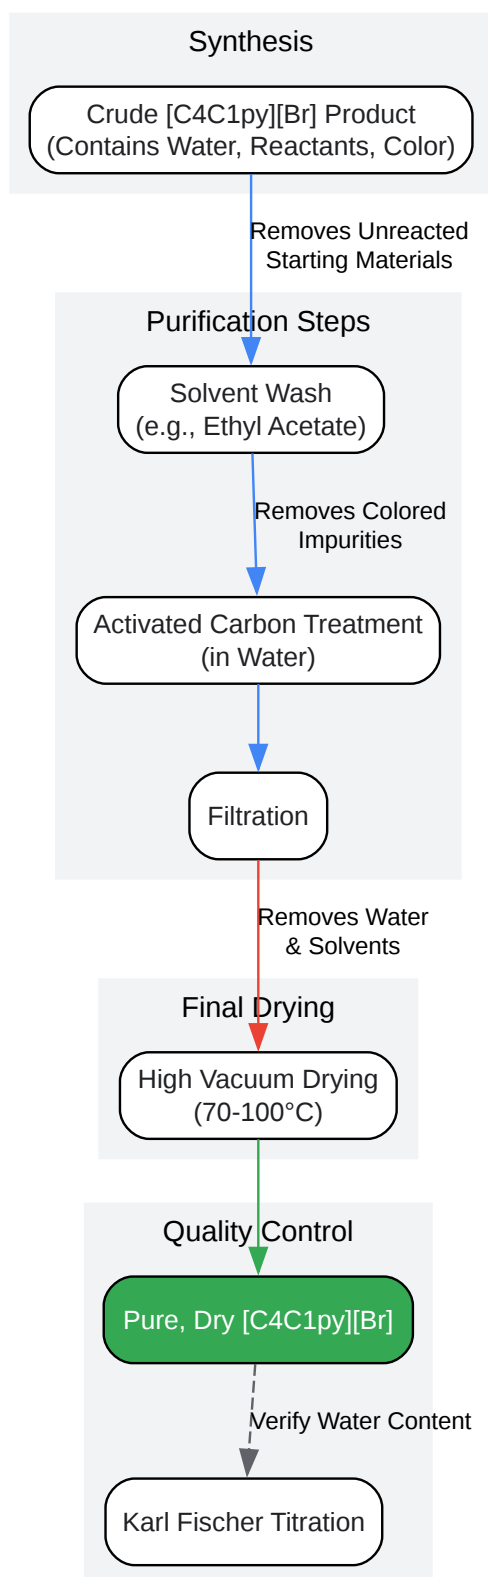 Synthesis
Crude [C4C1py][Br] Product
(Contains Water, Reactants, Color)
Removes Unreacted
Starting Materials
Purification Steps
Solvent Wash
(e.g., Ethyl Acetate)
Removes Colored
Impurities
Activated Carbon Treatment
(in Water)
Filtration
Removes Water
& Solvents
Final Drying
High Vacuum Drying
(70-100°C)
Quality Control
Pure, Dry [C4C1py][Br]
Verify Water Content
Karl Fischer Titration